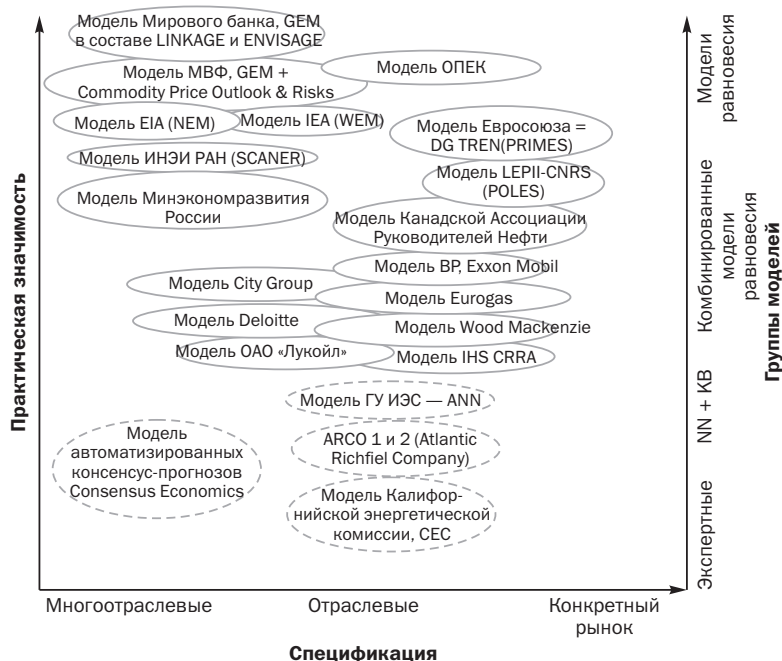 Модель Мирового банка, GEM
в составе LINKAGE и ENVISAGE
Модель ОПЕК
Модель МВФ, GEM +
Commodity Price Outlook & Risks
Модель EIA (NEM)
Модель IEA (WEM)
Модель Евросоюза =
DG TREN(PRIMES)
Модель ИНЭИ РАН (SCANER)
Модель LEPII-CNRS
(POLES)
Модель Минэкономразвития
России
Модель Канадской Ассоциации
Руководителей Нефти
Модель BP, Exxon Mobil
Модель City Group
Модель Eurogas
Модель Deloitte
Модель Wood Mackenzie
Модель ОАО «Лукойл»
Модель IHS CRRA
Модель ГУ ИЭС — ANN
Модель
автоматизированных
консенсус-прогнозов
Consensus Economics
ARCO 1 и 2 (Atlantic
Richfiel Company)
Модель Калифор-
нийской энергетической
комиссии, CEC
Практическая значимость
Модели
равновесия
Комбинированные
модели
равновесия
NN + KB
Экспертные
Группы моделей
Многоотраслевые
Отраслевые
Конкретный
рынок
Спецификация